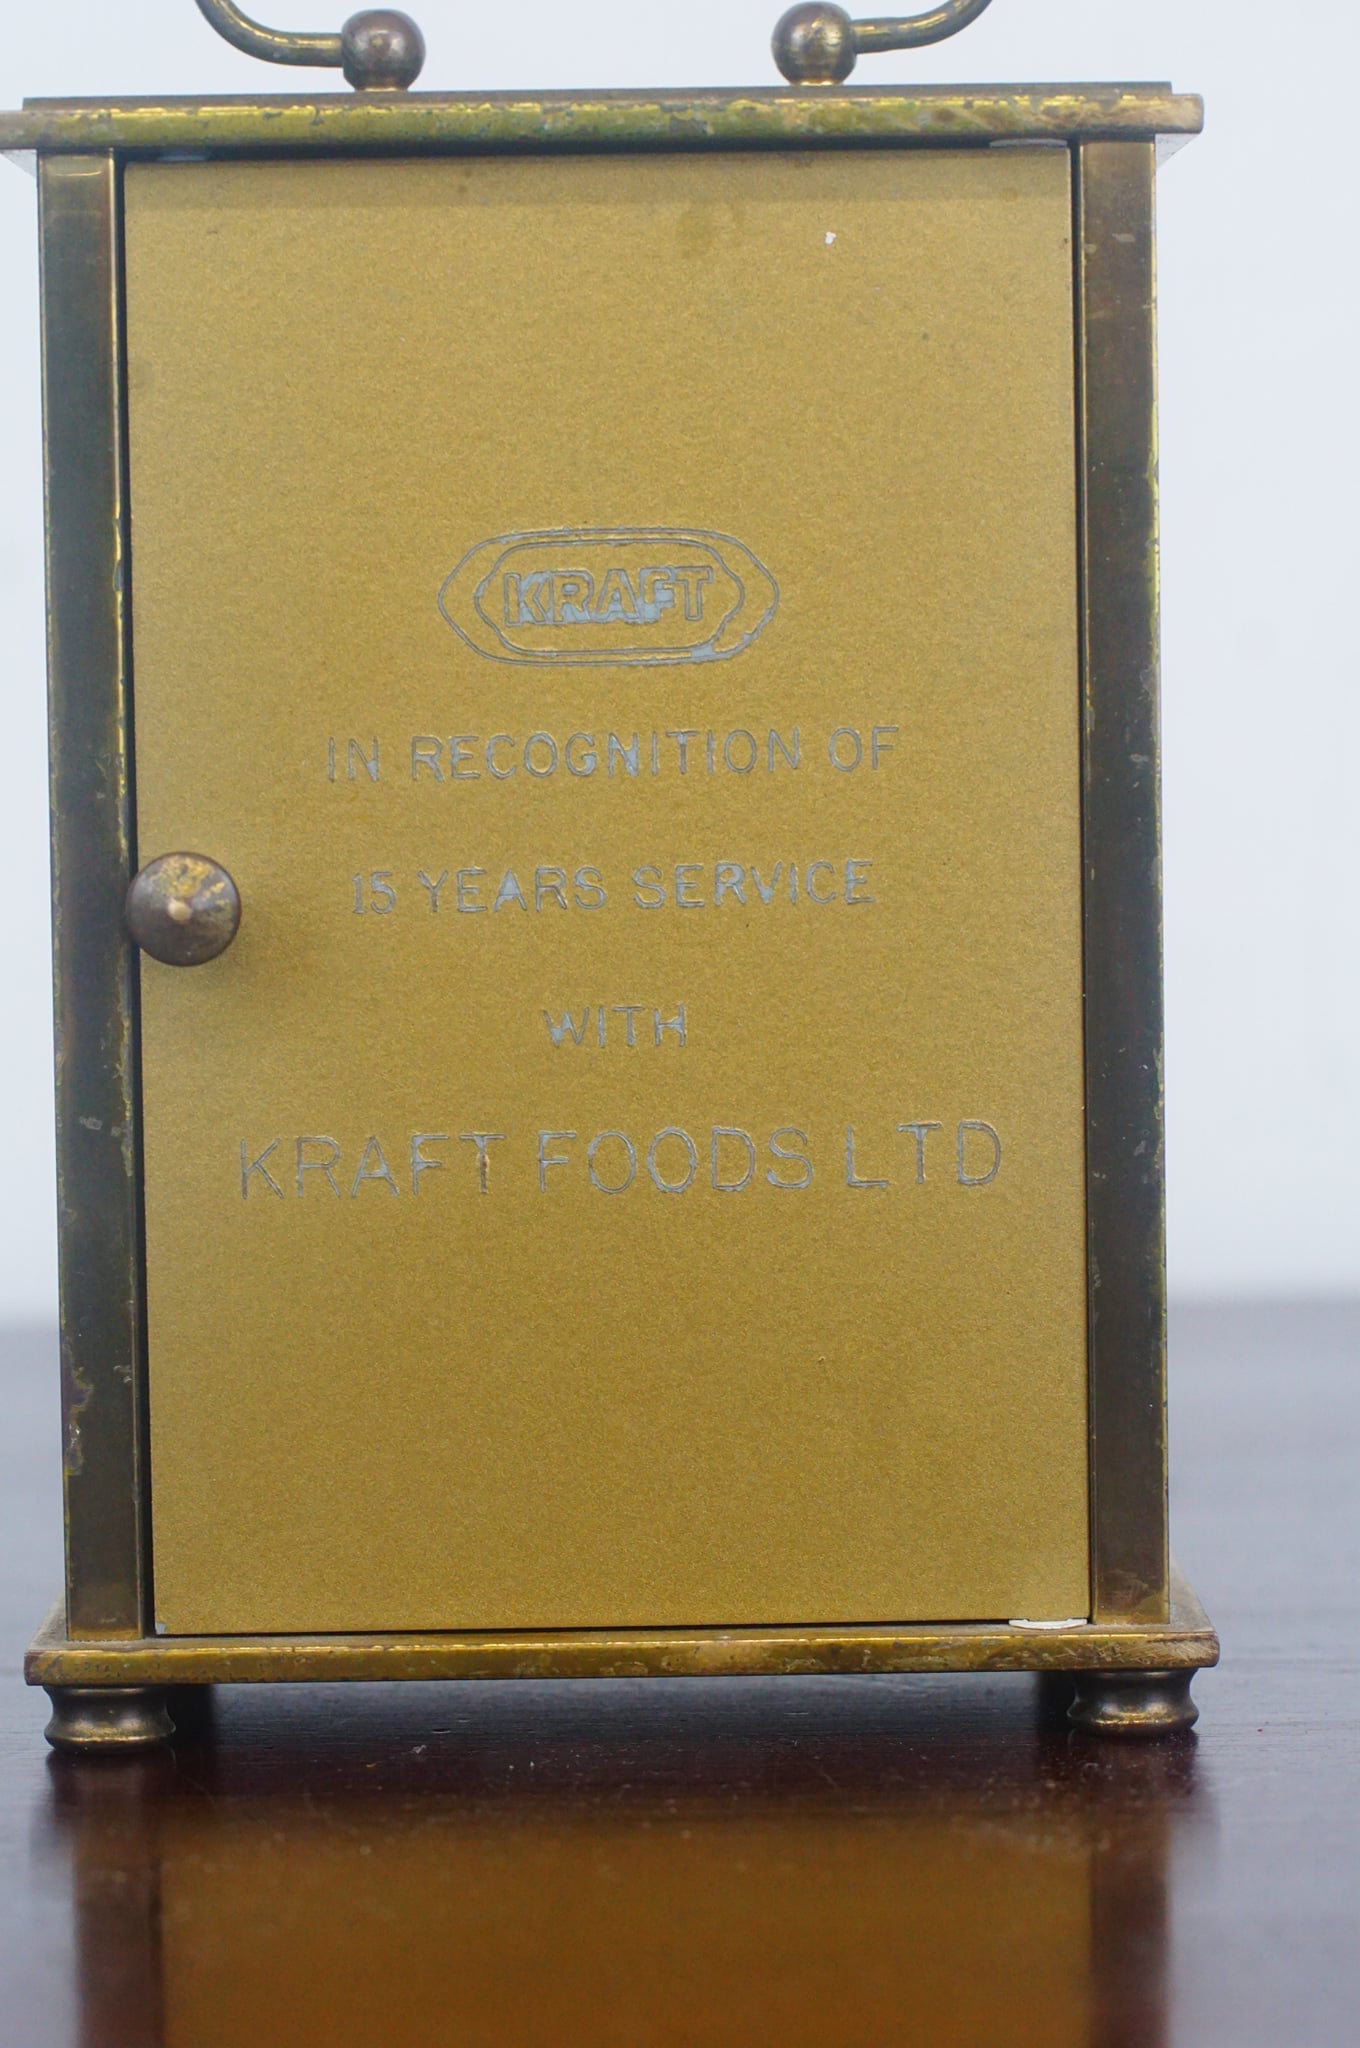 KRAFT
IN RECOGNITION OF
15 YEARS SERVICE
WITH
KRAFT FOODS LTD